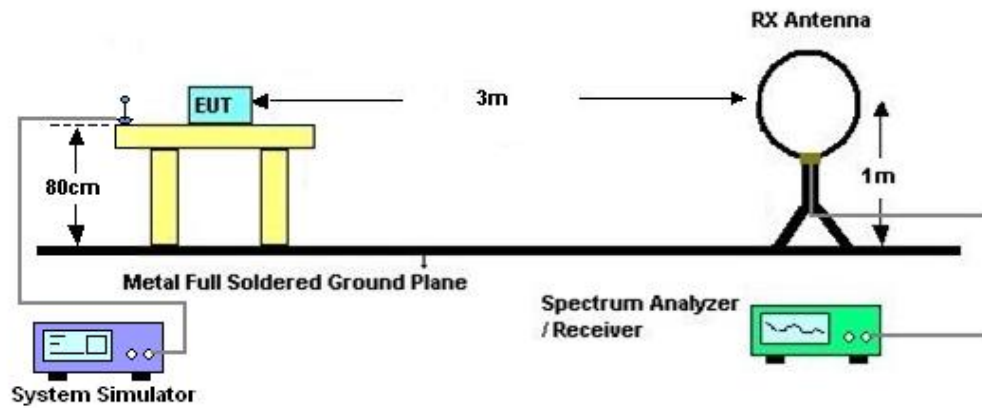 RX Antenna
EUT
3m
80cm
1m
Metal Full Soldered Ground Plane
Spectrum Analyzer
/ Receiver
System Simulator